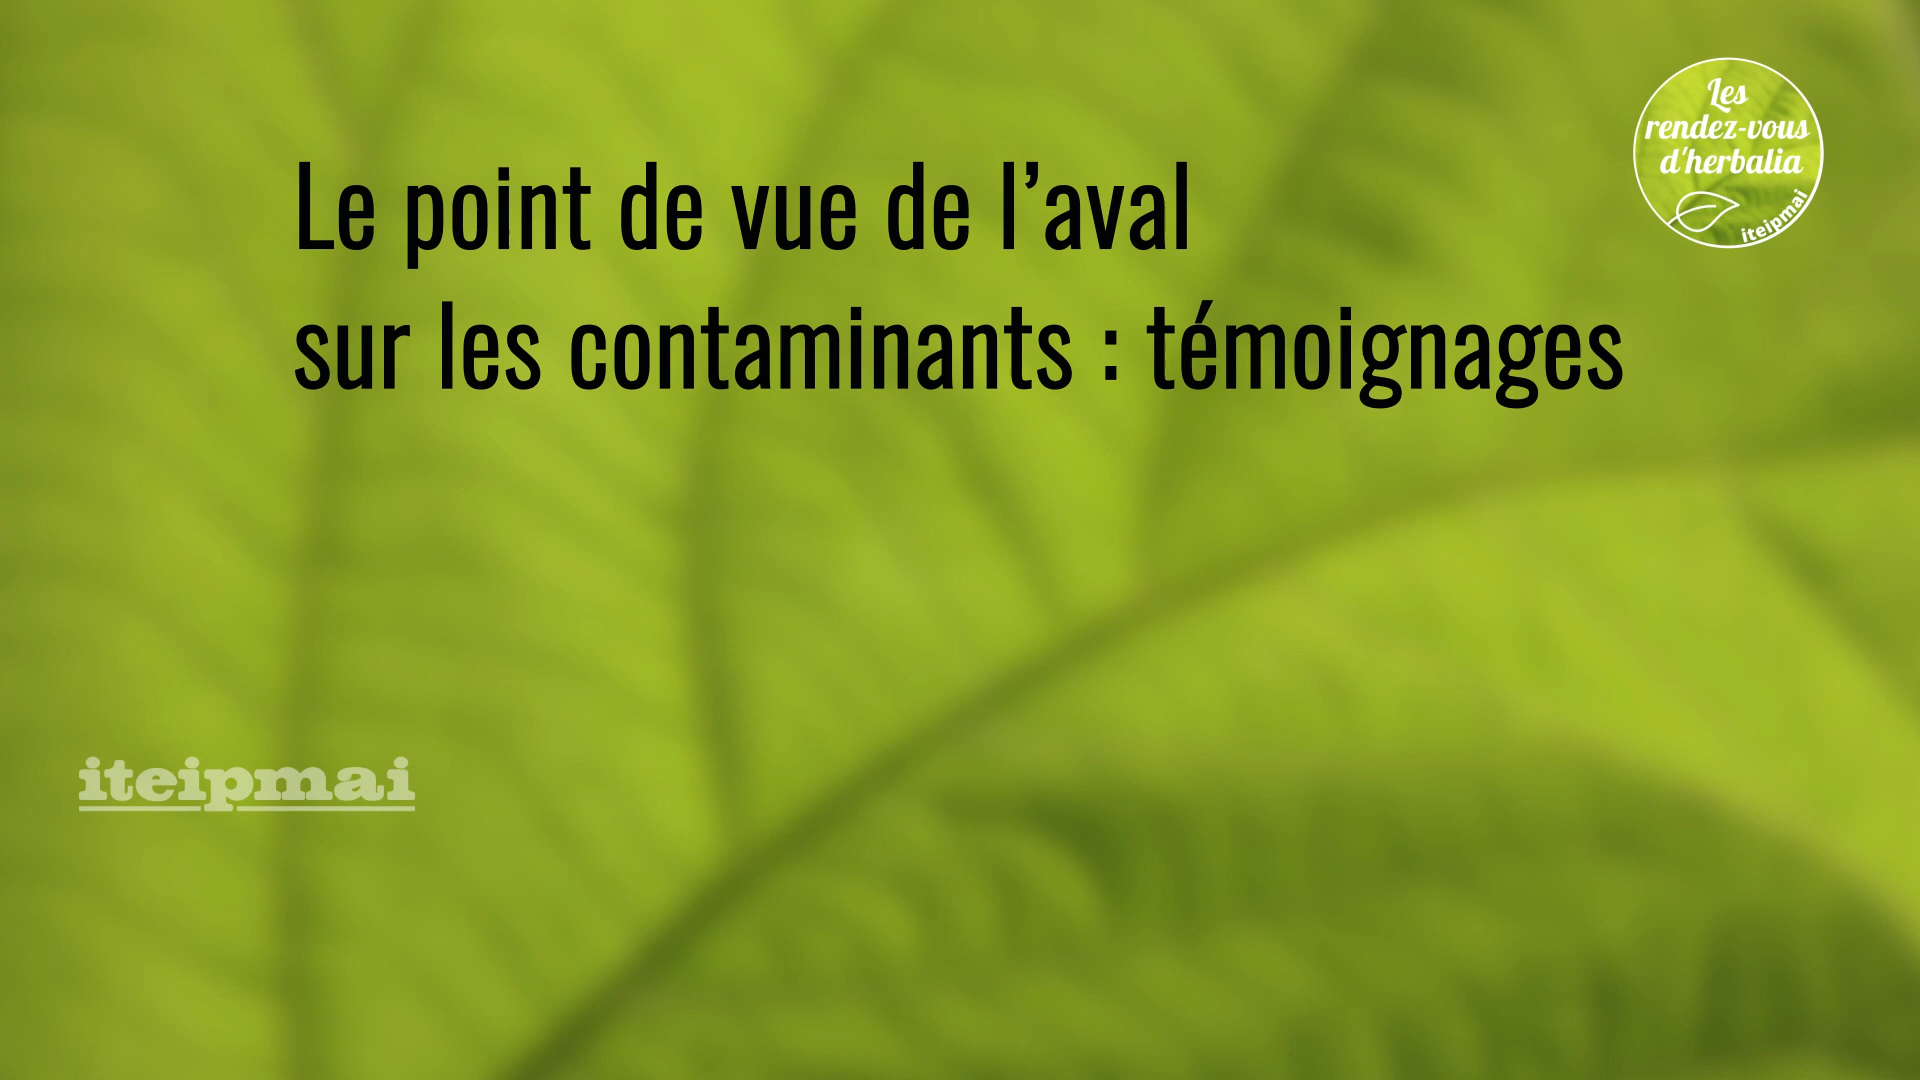 Les
rendez-vous
d'herbalia
iteipmai
Le point de vue de l’aval
sur les contaminants : témoignages
iteipmai